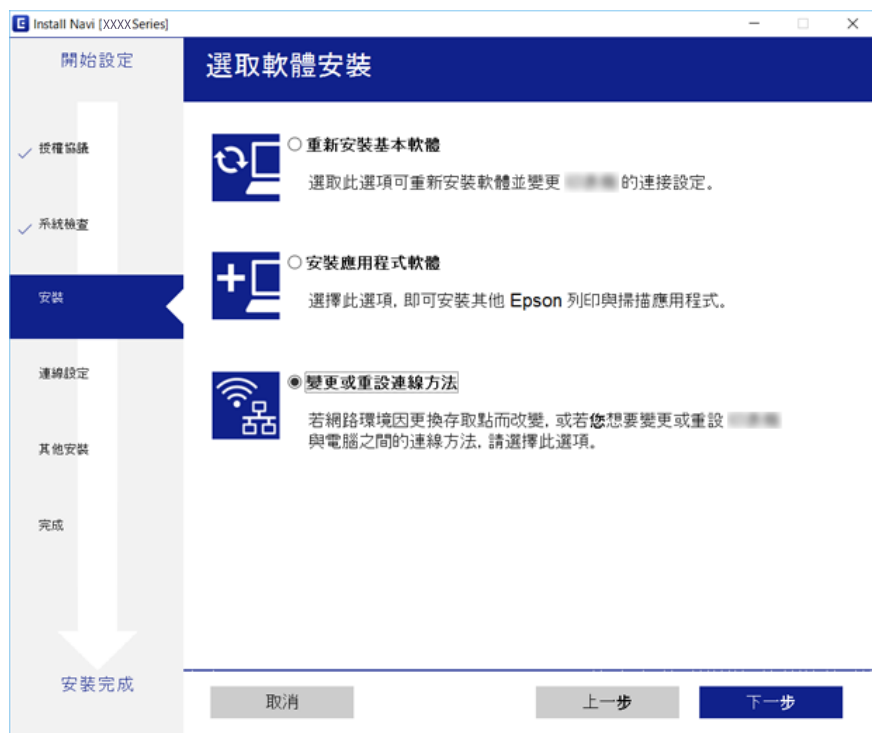 Install Navi [XXXX Series]
開始設定
授權協議
系統檢查
安裝
連線設定
其他安裝
完成
安裝完成
選取軟體安裝
重新安裝基本軟體
選取此選項可重新安裝軟體並變更 的連接設定。
安裝應用程式軟體
選擇此選項, 即可安裝其他 Epson 列印與掃描應用程式。
變更或重設連線方法
若網路環境因更換存取點而改變, 或若您想要變更或重設
與電腦之間的連線方法, 請選擇此選項。
取消
上一步
下一步